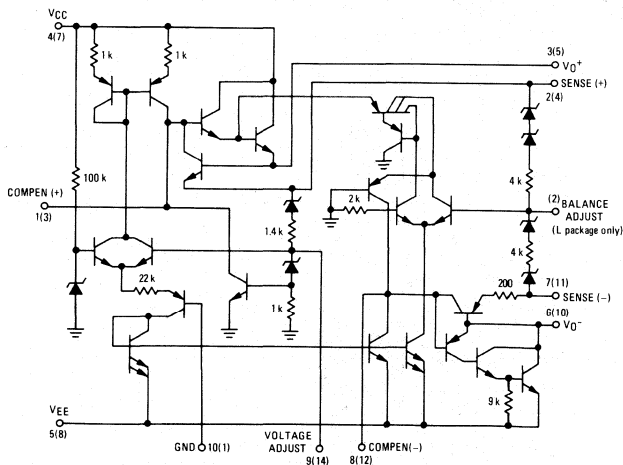 VCC
4(7)
1 k
1 k
3(5)
VO+
SENSE (+)
2(4)
100 k
4 k
COMPEN (+)
1(3)
2 k
(2) BALANCE
ADJUST
(L package only)
1.4 k
4 k
22 k
200
7(11)
SENSE (-)
1 k
6(10)
VO-
9 k
VEE
5(8)
GND 10(1)
VOLTAGE
ADJUST
9(14)
COMPEN(-)
8(12)